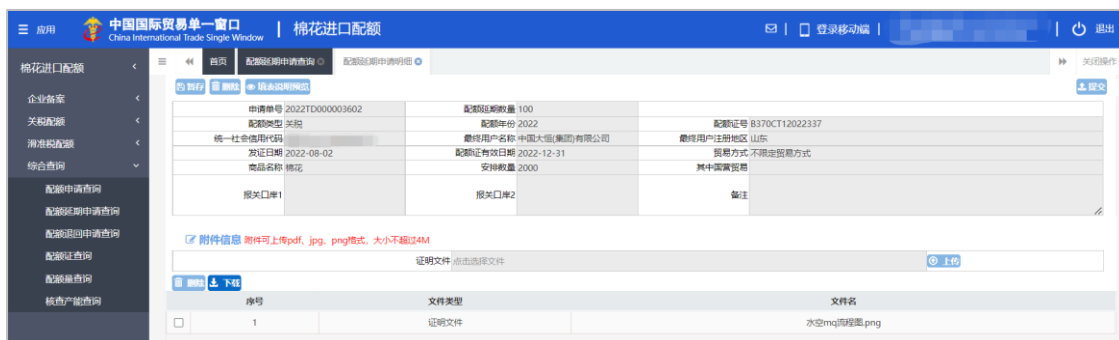 应用 中国国际贸易单一窗口 China International Trade Single Window | 棉花进口配额 | 登录移动端 | | 退出
棉花进口配额 首页 配额延期申请查询 配额延期申请明细 关闭操作
暂存 删除 填表说明预览 提交
企业备案
关税配额
滑准税配额
综合查询
配额申请查询
配额延期申请查询
配额退回申请查询
配额证查询
配额量查询
核查产能查询
申请单号 2022TD000003602 配额延期数量 100
配额类型 关税 配额年份 2022 配额证号 B370CT12022337
统一社会信用代码 最终用户名称 中国大恒(集团)有限公司 最终用户注册地区 山东
发证日期 2022-08-02 配额证有效日期 2022-12-31 贸易方式 不限定贸易方式
商品名称 棉花 安排数量 2000 其中国营贸易
报关口岸1 报关口岸2 备注
附件信息 附件可上传pdf、jpg、png格式，大小不超过4M
证明文件 点击选择文件 上传
删除 下载
序号 文件类型 文件名
1 证明文件 水空mq流程图.png